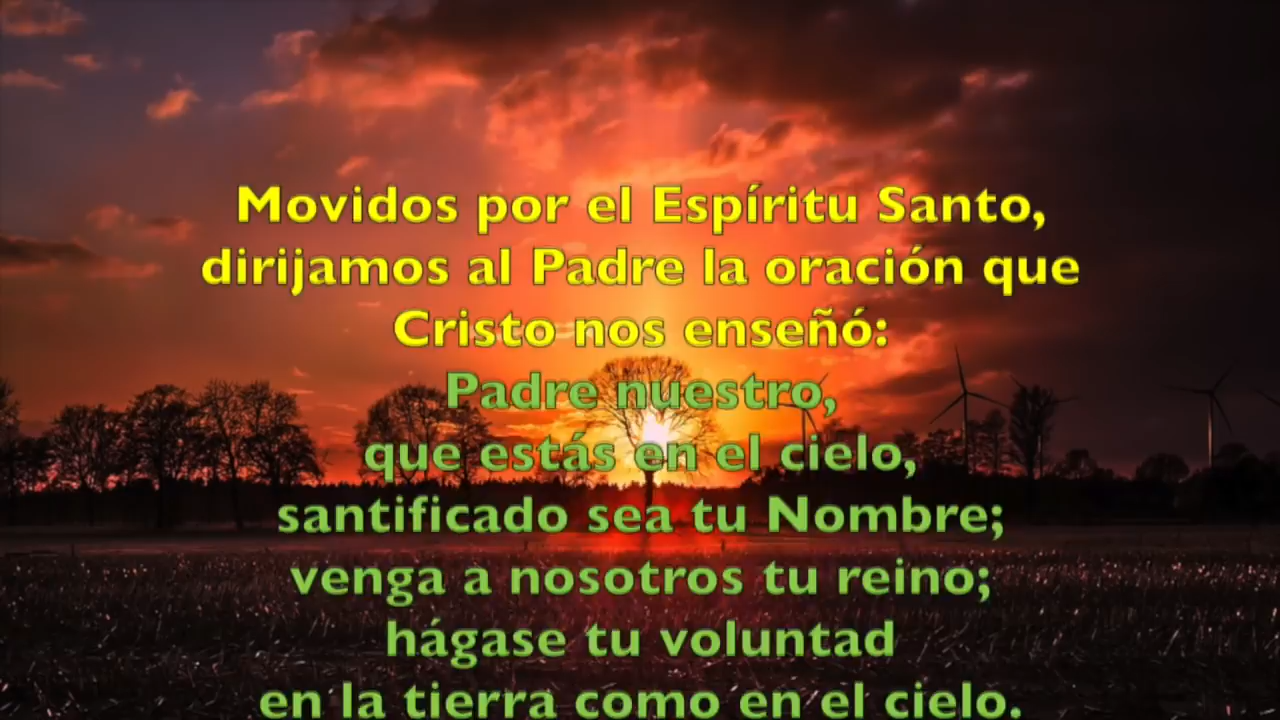 Movidos por el Espíritu Santo,
dirijamos al Padre la oración que
Cristo nos enseñó:
Padre nuestro,
que estás en el cielo,
santificado sea tu Nombre;
venga a nosotros tu reino;
hágase tu voluntad
en la tierra como en el cielo.